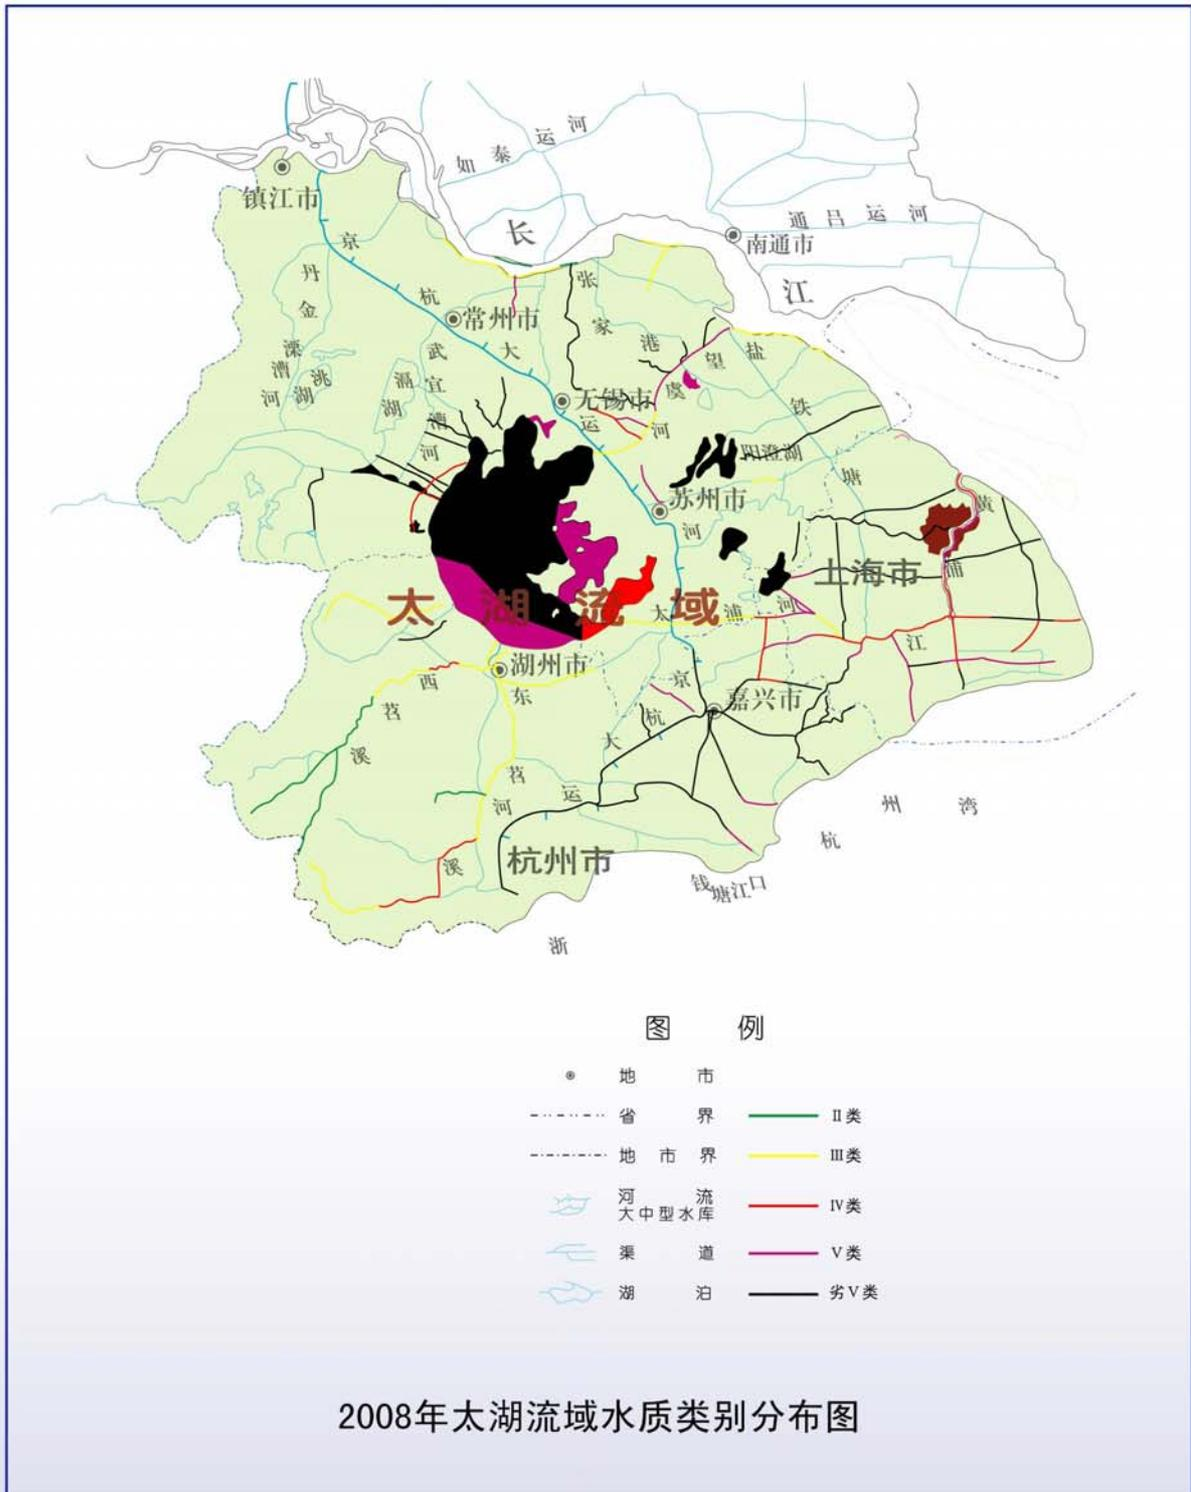 如泰运河
长
江
通吕运河
南通市
镇江市
京
杭
大
运
河
丹
金
溧
漕
河
洮
湖
滆
湖
武
宜
漕
河
常州市
张
家
港
无锡市
望
虞
河
盐
铁
塘
阳澄湖
苏州市
河
黄
浦
江
上海市
太湖流域
太浦河
湖州市
西
苕
溪
东
苕
溪
京
杭
大
运
河
嘉兴市
杭州市
钱塘江口
杭
州
湾
浙
图 例
地 市
省 界 II类
地 市 界 III类
河 流
大中型水库 IV类
渠 道 V类
湖 泊 劣V类
2008年太湖流域水质类别分布图